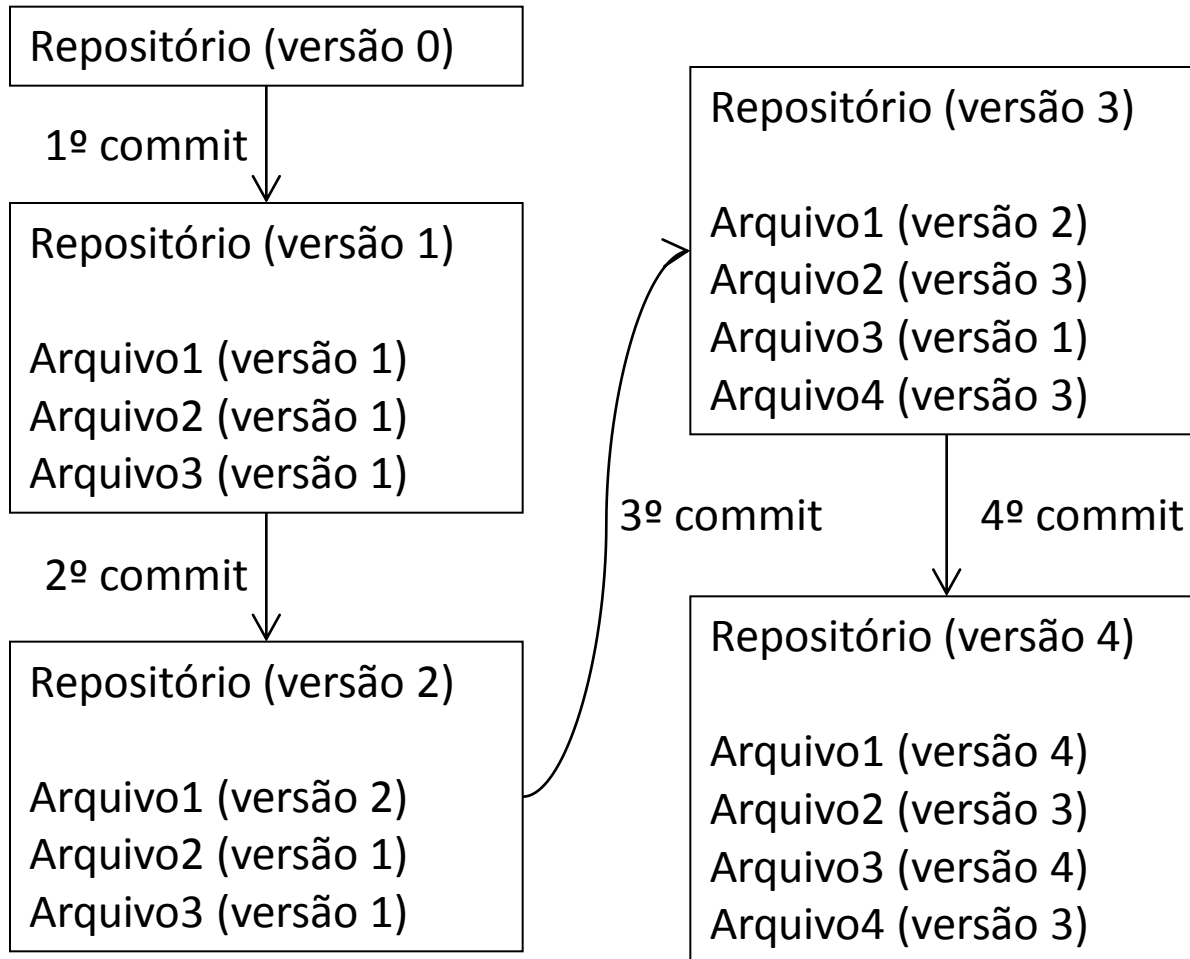 Repositório (versão 0)
1º commit
Repositório (versão 1)
Arquivo1 (versão 1)
Arquivo2 (versão 1)
Arquivo3 (versão 1)
2º commit
Repositório (versão 2)
Arquivo1 (versão 2)
Arquivo2 (versão 1)
Arquivo3 (versão 1)
3º commit
Repositório (versão 3)
Arquivo1 (versão 2)
Arquivo2 (versão 3)
Arquivo3 (versão 1)
Arquivo4 (versão 3)
4º commit
Repositório (versão 4)
Arquivo1 (versão 4)
Arquivo2 (versão 3)
Arquivo3 (versão 4)
Arquivo4 (versão 3)